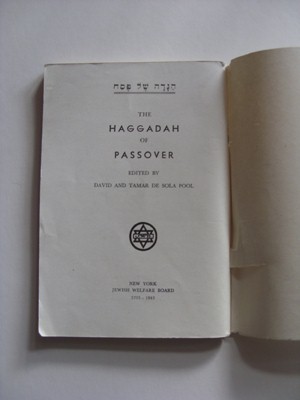 הגדה של פסח
THE
HAGGADAH
OF
PASSOVER
EDITED BY
DAVID AND TAMAR DE SOLA POOL
NEW YORK
JEWISH WELFARE BOARD